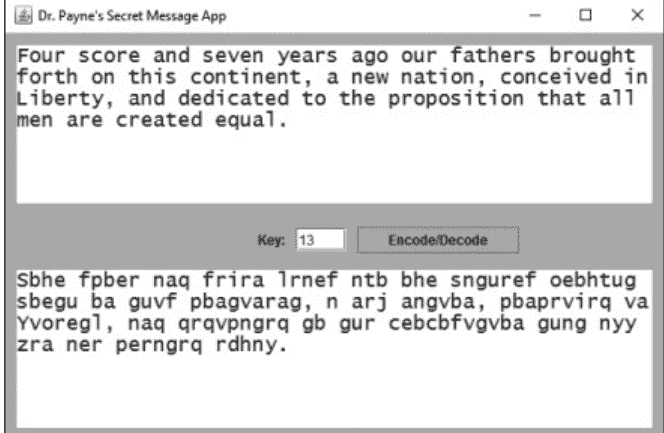 Dr. Payne's Secret Message App
Four score and seven years ago our fathers brought
forth on this continent, a new nation, conceived in
Liberty, and dedicated to the proposition that all
men are created equal.
Key: 13 Encode/Decode
Sbhe fpber naq frira lrnef ntb bhe snguref oebhtug
sbegu ba guvf pbagvarag, n arj angvba, pbaprvirq va
Yvoregl, naq qrqvpngrq gb gur cebcbfvgvba gung nyy
zra ner perngrq rdhny.